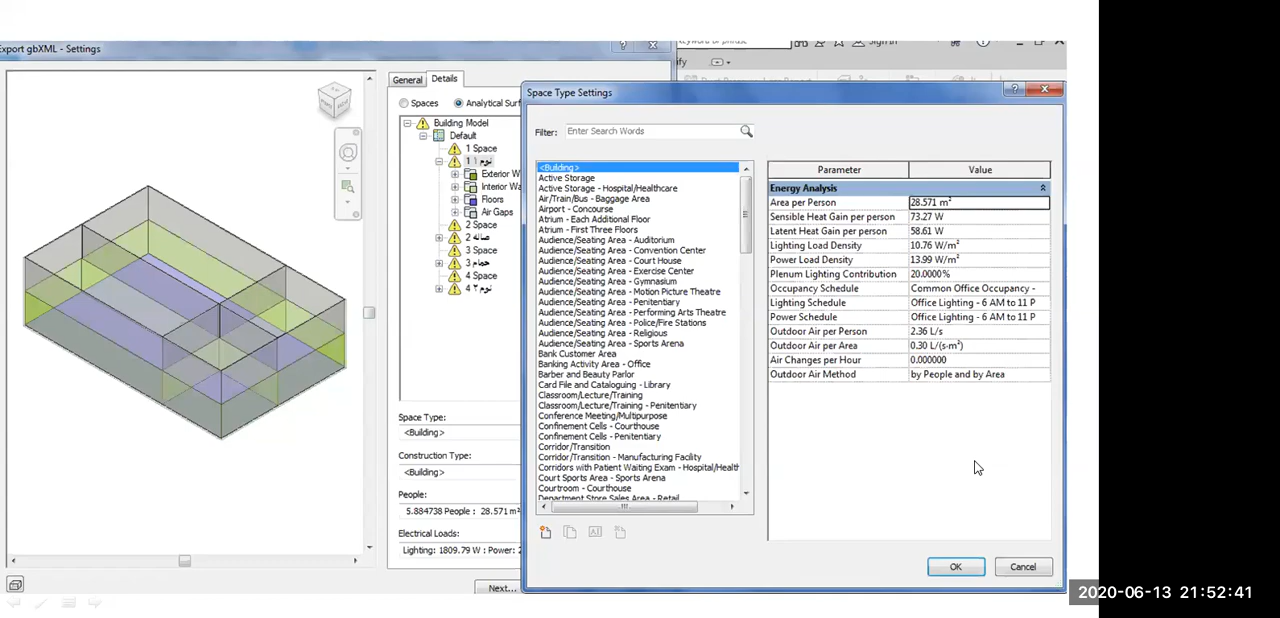 Export gbXML - Settings
General
Details
Spaces
Analytical Surf
Building Model
Default
1 Space
1 نوم ١
Exterior W
Interior Wa
Floors
Air Gaps
2 Space
2 صاله
3 Space
3 حمام
4 Space
4 نوم ٢
Space Type:
<Building>
Construction Type:
<Building>
People:
5.884738 People : 28.571 m²
Electrical Loads:
Lighting: 1809.79 W : Power: 2
Next...
Space Type Settings
Filter:
Enter Search Words
<Building>
Active Storage
Active Storage - Hospital/Healthcare
Air/Train/Bus - Baggage Area
Airport - Concourse
Atrium - Each Additional Floor
Atrium - First Three Floors
Audience/Seating Area - Auditorium
Audience/Seating Area - Convention Center
Audience/Seating Area - Court House
Audience/Seating Area - Exercise Center
Audience/Seating Area - Gymnasium
Audience/Seating Area - Motion Picture Theatre
Audience/Seating Area - Penitentiary
Audience/Seating Area - Performing Arts Theatre
Audience/Seating Area - Police/Fire Stations
Audience/Seating Area - Religious
Audience/Seating Area - Sports Arena
Bank Customer Area
Banking Activity Area - Office
Barber and Beauty Parlor
Card File and Cataloguing - Library
Classroom/Lecture/Training
Classroom/Lecture/Training - Penitentiary
Conference Meeting/Multipurpose
Confinement Cells - Courthouse
Confinement Cells - Penitentiary
Corridor/Transition
Corridor/Transition - Manufacturing Facility
Corridors with Patient Waiting Exam - Hospital/Health
Court Sports Area - Sports Arena
Courtroom - Courthouse
Department Store Sales Area - Retail
Parameter Value
Energy Analysis
Area per Person 28.571 m²
Sensible Heat Gain per person 73.27 W
Latent Heat Gain per person 58.61 W
Lighting Load Density 10.76 W/m²
Power Load Density 13.99 W/m²
Plenum Lighting Contribution 20.0000%
Occupancy Schedule Common Office Occupancy -
Lighting Schedule Office Lighting - 6 AM to 11 P
Power Schedule Office Lighting - 6 AM to 11 P
Outdoor Air per Person 2.36 L/s
Outdoor Air per Area 0.30 L/(s·m²)
Air Changes per Hour 0.000000
Outdoor Air Method by People and by Area
OK
Cancel
2020-06-13 21:52:41